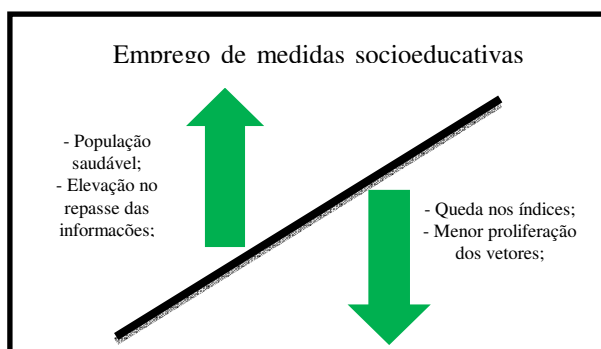 Emprego de medidas socioeducativas
- População
saudável;
- Elevação no
repasse das
informações;
- Queda nos índices;
- Menor proliferação
dos vetores;